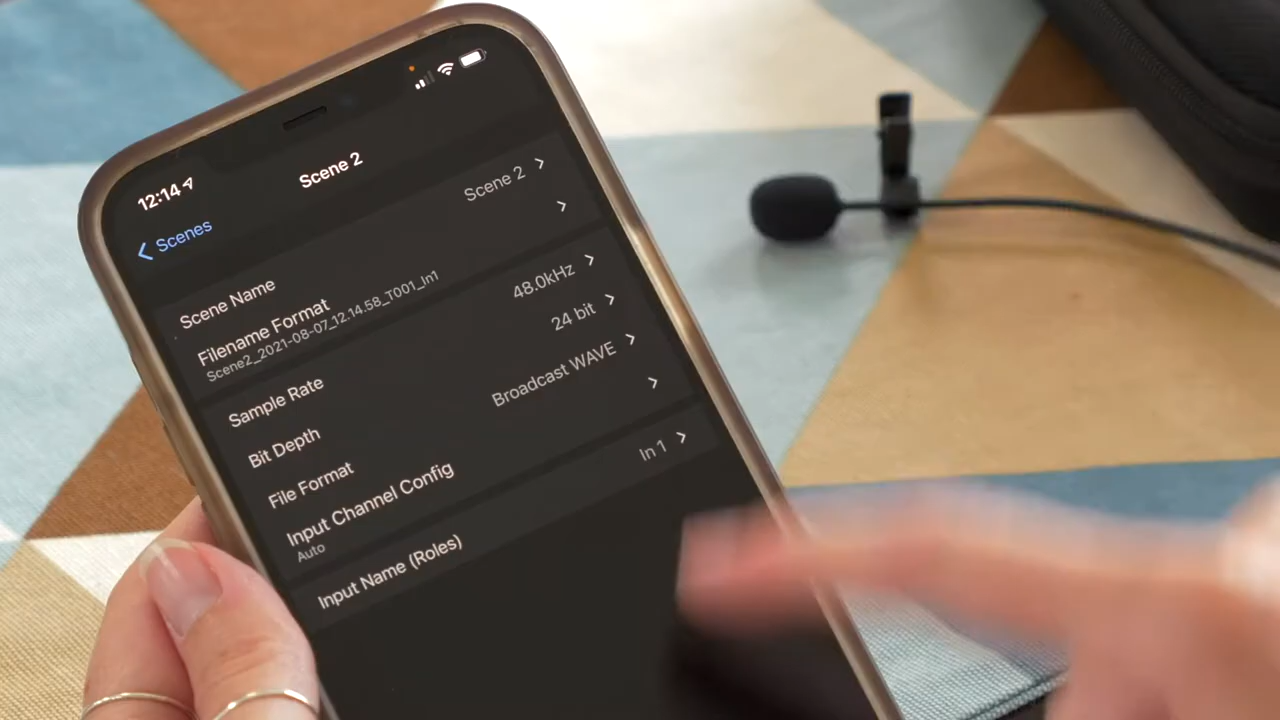 12:14
Scene 2
Scenes
Scene Name Scene 2
Filename Format
Scene2_2021-08-07_12.14.58_T001_In1
Sample Rate 48.0kHz
Bit Depth 24 bit
File Format Broadcast WAVE
Input Channel Config
Auto
Input Name (Roles) In 1